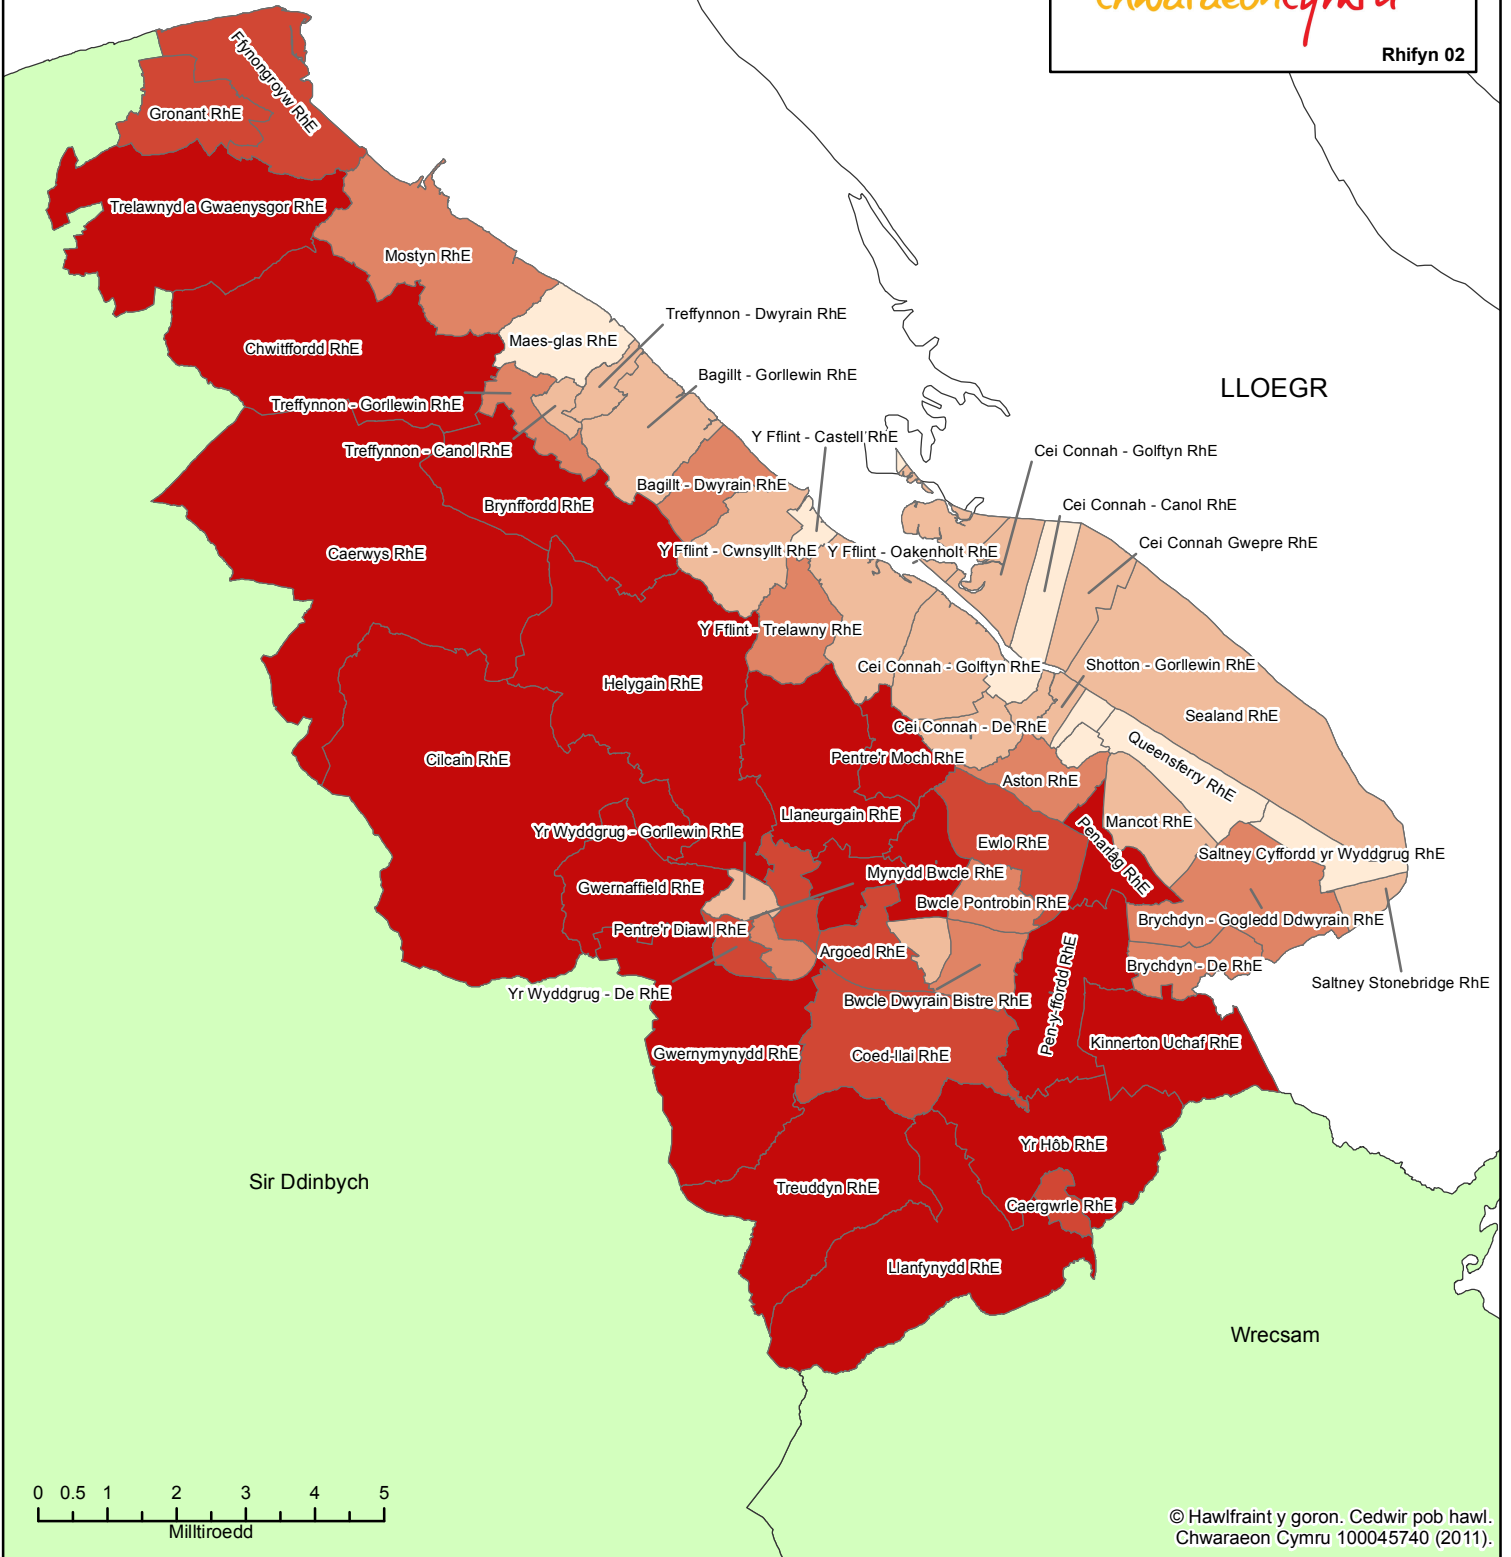 chwaraeoncymru
Rhifyn 02
Ffynongroyw RhE
Gronant RhE
Trelawnyd a Gwaenysgor RhE
Mostyn RhE
Treffynnon - Dwyrain RhE
Maes-glas RhE
Chwitffordd RhE
Bagillt - Gorllewin RhE
LLOEGR
Treffynnon - Gorllewin RhE
Y Fflint - Castell RhE
Treffynnon - Canol RhE
Cei Connah - Golftyn RhE
Bagillt - Dwyrain RhE
Brynffordd RhE
Cei Connah - Canol RhE
Cei Connah Gwepre RhE
Caerwys RhE
Y Fflint - Cwnsyllt RhE
Y Fflint - Oakenholt RhE
Y Fflint - Trelawny RhE
Cei Connah - Golftyn RhE
Shotton - Gorllewin RhE
Helygain RhE
Sealand RhE
Cei Connah - De RhE
Cilcain RhE
Pentre'r Moch RhE
Queensferry RhE
Aston RhE
Llaneurgain RhE
Mancot RhE
Yr Wyddgrug - Gorllewin RhE
Ewlo RhE
Penarlâg RhE
Saltney Cyffordd yr Wyddgrug RhE
Mynydd Bwcle RhE
Gwernaffield RhE
Bwcle Pontrobin RhE
Pentre'r Diawl RhE
Brychdyn - Gogledd Ddwyrain RhE
Argoed RhE
Brychdyn - De RhE
Saltney Stonebridge RhE
Yr Wyddgrug - De RhE
Bwcle Dwyrain Bistre RhE
Pen-y-ffordd RhE
Gwernymynydd RhE
Coed-llai RhE
Kinnerton Uchaf RhE
Yr Hôb RhE
Sir Ddinbych
Treuddyn RhE
Caergwrle RhE
Llanfynydd RhE
Wrecsam
0 0.5 1 2 3 4 5
Milltiroedd
© Hawlfraint y goron. Cedwir pob hawl.
Chwaraeon Cymru 100045740 (2011).